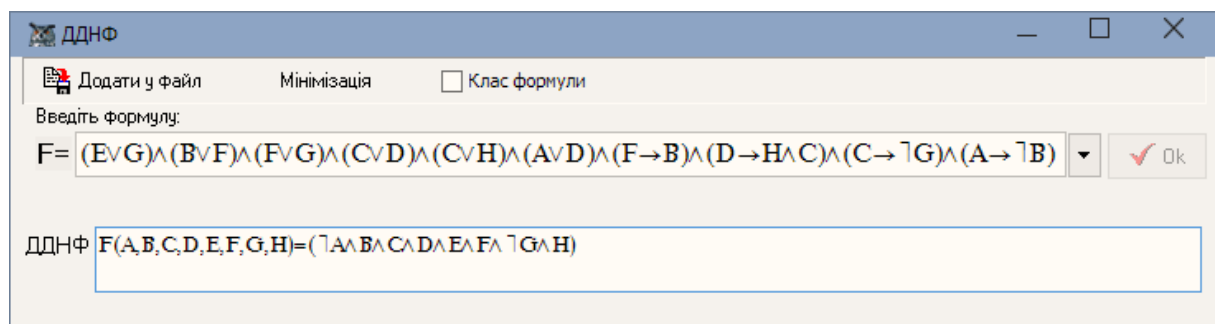 ДДНФ
Додати у файл Мінімізація Клас формули
Введіть формулу:
F= (E∨G)∧(B∨F)∧(F∨G)∧(C∨D)∧(C∨H)∧(A∨D)∧(F→B)∧(D→H∧C)∧(C→⅂G)∧(A→⅂B) Ok
ДДНФ F(A,B,C,D,E,F,G,H)=(⅂A∧B∧C∧D∧E∧F∧⅂G∧H)